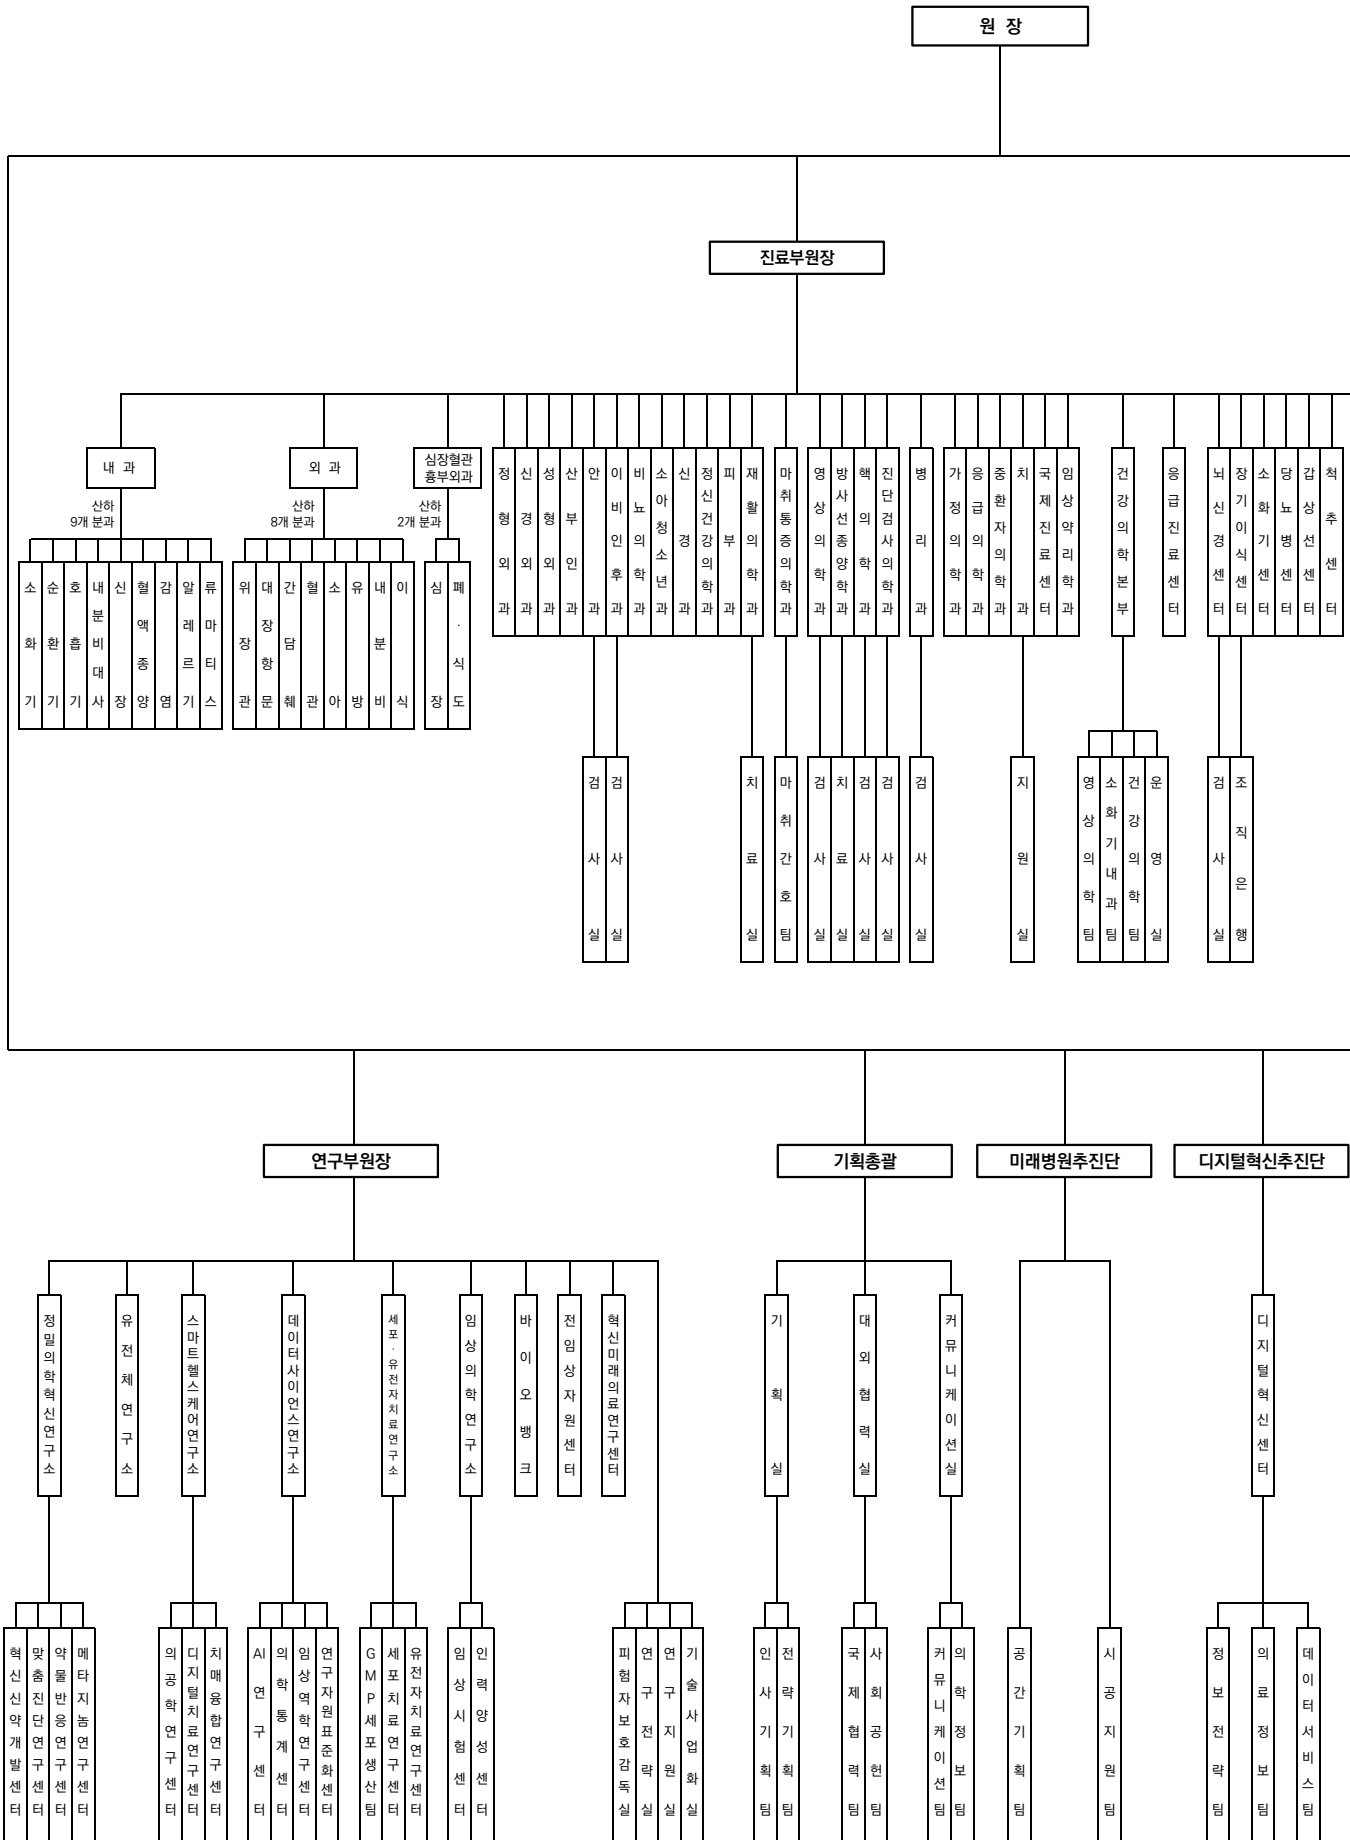 원 장
진료부원장
내 과
외 과
심장혈관
흉부외과
산하
9개 분과
산하
8개 분과
산하
2개 분과
정형외과
신경외과
성형외과
산부인과
안과
이비인후과
비뇨의학과
소아청소년과
신경과
정신건강의학과
피부과
재활의학과
마취통증의학과
영상의학과
방사선종양학과
핵의학과
진단검사의학과
병리과
가정의학과
응급의학과
중환자의학과
치과
국제진료센터
임상약리학과
건강의학본부
응급진료센터
뇌신경센터
장기이식센터
소화기센터
당뇨병센터
갑상선센터
척추센터
소화기
순환기
호흡기
내분비대사
신장
혈액종양
감염
알레르기
류마티스
위장관
대장항문
간담췌
혈관
소아
유방
내분비
이식
심장
폐·식도
검사실
검사실
치료실
마취간호팀
검사실
치료실
검사실
검사실
검사실
지원실
영상의학팀
소화기내과팀
건강의학팀
운영실
검사실
조직은행
연구부원장
기획총괄
미래병원추진단
디지털혁신추진단
정밀의학혁신연구소
유전체연구소
스마트헬스케어연구소
데이터사이언스연구소
세포·유전자치료연구소
임상의학연구소
바이오뱅크
전임상자원센터
혁신미래의료연구센터
기획실
대외협력실
커뮤니케이션실
디지털혁신센터
혁신신약개발센터
맞춤진단연구센터
약물반응연구센터
메타지놈연구센터
의공학연구센터
디지털치료연구센터
치매융합연구센터
AI연구센터
의학통계센터
임상역학연구센터
연구자원표준화센터
GMP세포생산팀
세포치료연구센터
유전자치료연구센터
임상시험센터
인력양성센터
피험자보호감독실
연구전략실
연구지원실
기술사업화실
인사기획팀
전략기획팀
국제협력팀
사회공헌팀
커뮤니케이션팀
의학정보팀
공간기획팀
시공지원팀
정보전략팀
의료정보팀
데이터서비스팀